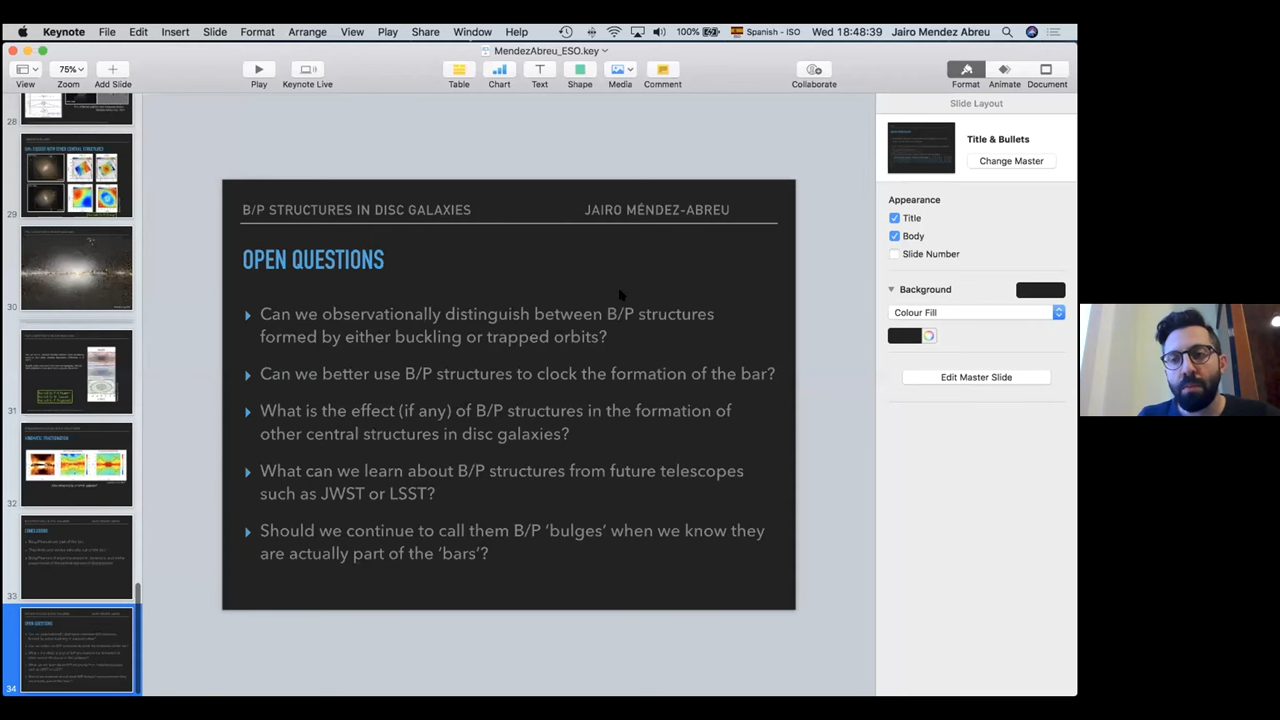 Keynote File Edit Insert Slide Format Arrange View Play Share Window Help 100% Spanish - ISO Wed 18:48:39 Jairo Mendez Abreu
MendezAbreu_ESO.key
75%
View Zoom Add Slide Play Keynote Live Table Chart Text Shape Media Comment Collaborate Format Animate Document
Slide Layout
Title & Bullets
Change Master
Appearance
Title
Body
Slide Number
Background
Colour Fill
Edit Master Slide
28
29
30
31
32
33
34
B/P STRUCTURES IN DISC GALAXIES JAIRO MÉNDEZ-ABREU
OPEN QUESTIONS
Can we observationally distinguish between B/P structures
formed by either buckling or trapped orbits?
Can we better use B/P structures to clock the formation of the bar?
What is the effect (if any) of B/P structures in the formation of
other central structures in disc galaxies?
What can we learn about B/P structures from future telescopes
such as JWST or LSST?
Should we continue to call them B/P ‘bulges’ when we know they
are actually part of the ‘bars’?